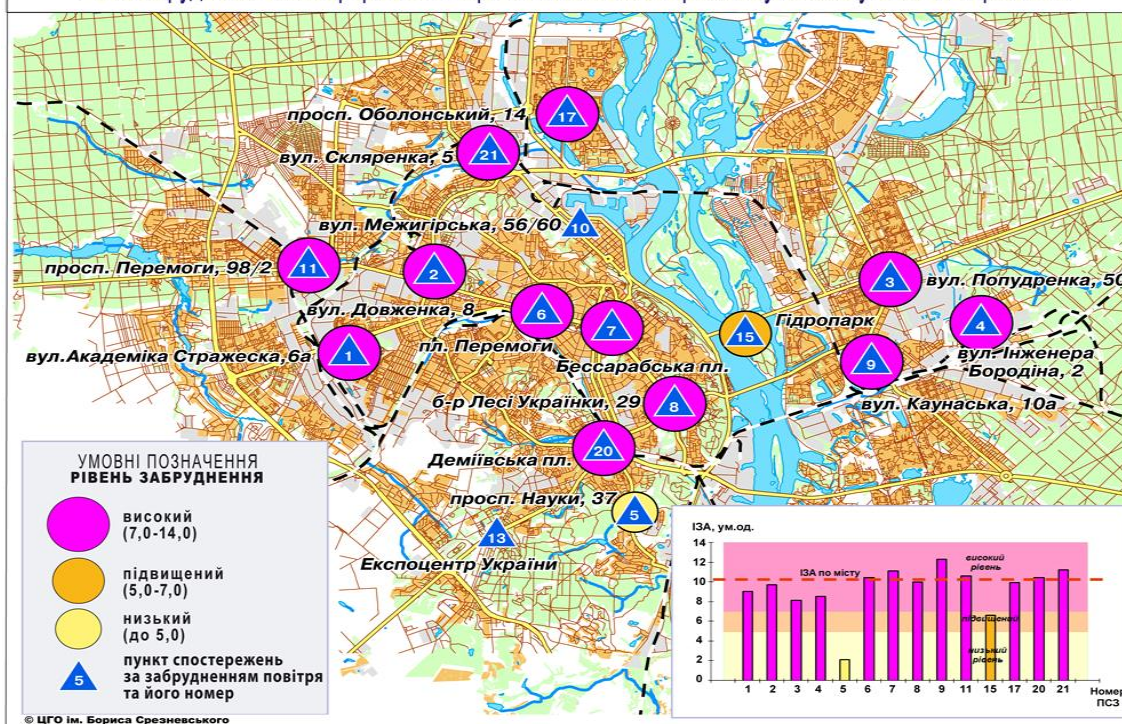 просп. Оболонський, 14
17
вул. Скляренка, 5
21
вул. Межигірська, 56/60
10
просп. Перемоги, 98/2
11
2
3
вул. Попудренка, 50
вул. Довженка, 8
6
7
15
Гідропарк
4
вул.Академіка Стражеска,6а
1
пл. Перемоги
вул. Інженера
Бородіна, 2
Бессарабська пл.
9
б-р Лесі Українки, 29
8
вул. Каунаська, 10а
Деміївська пл.
20
просп. Науки, 37
5
13
Експоцентр України
УМОВНІ ПОЗНАЧЕННЯ
РІВЕНЬ ЗАБРУДНЕННЯ
високий
(7,0-14,0)
підвищений
(5,0-7,0)
низький
(до 5,0)
5
пункт спостережень
за забрудненням повітря
та його номер
ІЗА, ум.од.
14
12
10
8
6
4
2
0
ІЗА по місту
високий
рівень
підвищений
низький
рівень
1 2 3 4 5 6 7 8 9 11 15 17 20 21
Номер
ПСЗ
© ЦГО ім. Бориса Срезневського